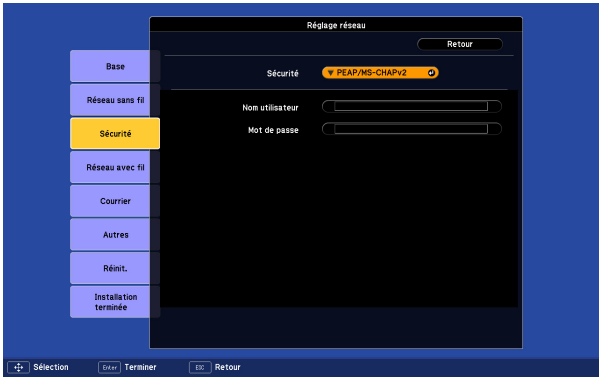 Réglage réseau
Retour
Base
Réseau sans fil
Sécurité
Réseau avec fil
Courrier
Autres
Réinit.
Installation
terminée
Sécurité
PEAP/MS-CHAPv2
Nom utilisateur
Mot de passe
Sélection
Enter Terminer
ESC Retour